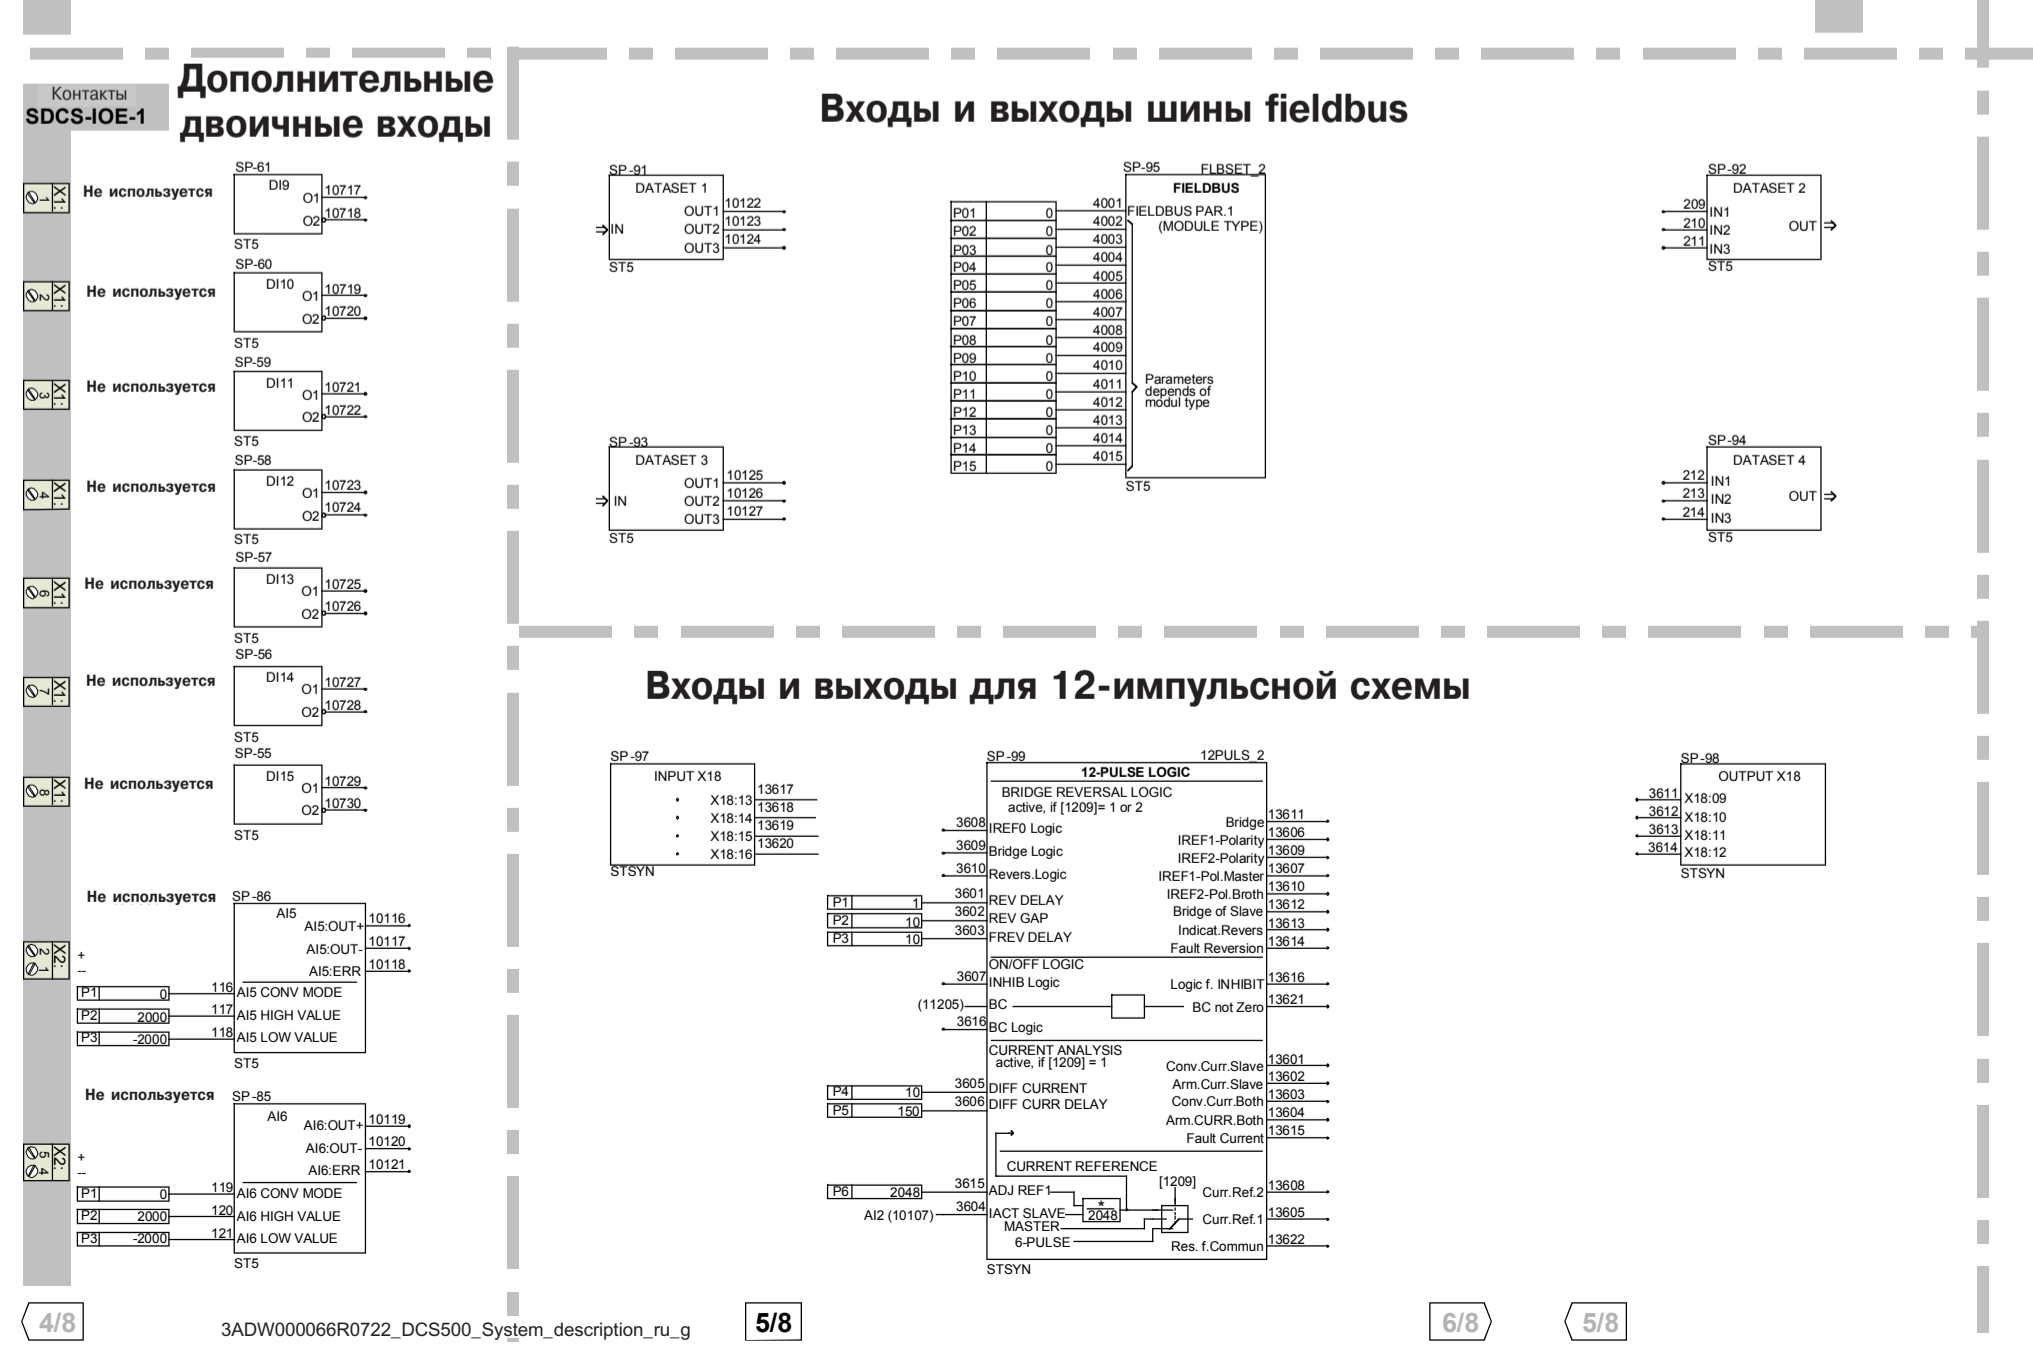 Контакты
SDCS-IOE-1
Дополнительные
двоичные входы
X1:
1
Не используется
SP-61
DI9
O1
10717
O2
10718
ST5
X1:
2
Не используется
SP-60
DI10
O1
10719
O2
10720
ST5
X1:
3
Не используется
SP-59
DI11
O1
10721
O2
10722
ST5
X1:
4
Не используется
SP-58
DI12
O1
10723
O2
10724
ST5
X1:
6
Не используется
SP-57
DI13
O1
10725
O2
10726
ST5
X1:
7
Не используется
SP-56
DI14
O1
10727
O2
10728
ST5
X1:
8
Не используется
SP-55
DI15
O1
10729
O2
10730
ST5
Не используется
SP-86
AI5
AI5:OUT+
10116
AI5:OUT-
10117
AI5:ERR
10118
X2:
2
1
+
--
P1 0 116 AI5 CONV MODE
P2 2000 117 AI5 HIGH VALUE
P3 -2000 118 AI5 LOW VALUE
ST5
Не используется
SP-85
AI6
AI6:OUT+
10119
AI6:OUT-
10120
AI6:ERR
10121
X2:
5
4
+
--
P1 0 119 AI6 CONV MODE
P2 2000 120 AI6 HIGH VALUE
P3 -2000 121 AI6 LOW VALUE
ST5
Входы и выходы шины fieldbus
SP-91
DATASET 1
⇒IN
OUT1 10122
OUT2 10123
OUT3 10124
ST5
SP-93
DATASET 3
⇒ IN
OUT1 10125
OUT2 10126
OUT3 10127
ST5
SP-95 FLBSET_2
FIELDBUS
P01 0 4001 FIELDBUS PAR.1
(MODULE TYPE)
P02 0 4002
P03 0 4003
P04 0 4004
P05 0 4005
P06 0 4006
P07 0 4007
P08 0 4008
P09 0 4009
P10 0 4010
P11 0 4011
P12 0 4012
P13 0 4013
P14 0 4014
P15 0 4015
Parameters
depends of
modul type
ST5
SP-92
DATASET 2
209 IN1
210 IN2
211 IN3
OUT ⇒
ST5
SP-94
DATASET 4
212 IN1
213 IN2
214 IN3
OUT ⇒
ST5
Входы и выходы для 12-импульсной схемы
SP-97
INPUT X18
X18:13 13617
X18:14 13618
X18:15 13619
X18:16 13620
STSYN
SP-99 12PULS_2
12-PULSE LOGIC
BRIDGE REVERSAL LOGIC
active, if [1209]= 1 or 2
3608 IREF0 Logic
3609 Bridge Logic
3610 Revers.Logic
P1 1 3601 REV DELAY
P2 10 3602 REV GAP
P3 10 3603 FREV DELAY
Bridge 13611
IREF1-Polarity 13606
IREF2-Polarity 13609
IREF1-Pol.Master 13607
IREF2-Pol.Broth 13610
Bridge of Slave 13612
Indicat.Revers 13613
Fault Reversion 13614
ON/OFF LOGIC
3607 INHIB Logic
Logic f. INHIBIT 13616
(11205) BC
BC not Zero 13621
3616 BC Logic
CURRENT ANALYSIS
active, if [1209] = 1
P4 10 3605 DIFF CURRENT
P5 150 3606 DIFF CURR DELAY
Conv.Curr.Slave 13601
Arm.Curr.Slave 13602
Conv.Curr.Both 13603
Arm.CURR.Both 13604
Fault Current 13615
CURRENT REFERENCE
[1209]
P6 2048 3615 ADJ REF1
AI2 (10107) 3604 IACT SLAVE
*
2048
MASTER
6-PULSE
Curr.Ref.2 13608
Curr.Ref.1 13605
Res. f.Commun 13622
STSYN
SP-98
OUTPUT X18
3611 X18:09
3612 X18:10
3613 X18:11
3614 X18:12
STSYN
4/8
3ADW000066R0722_DCS500_System_description_ru_g
5/8
6/8
5/8